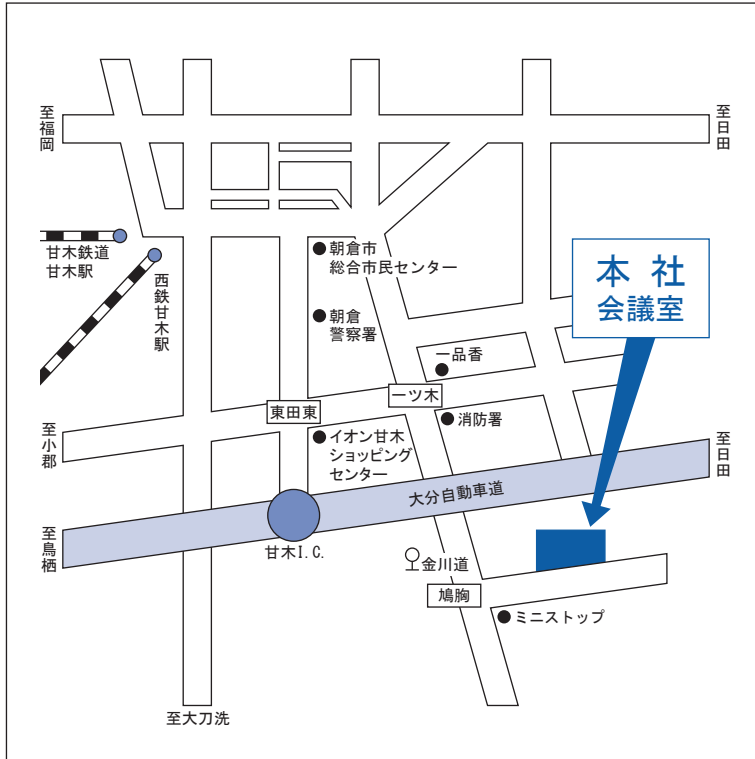 至福岡
至日田
甘木鉄道
甘木駅
西鉄甘木駅
朝倉市
総合市民センター
朝倉
警察署
本社
会議室
一品香
一ツ木
東田東
消防署
イオン甘木
ショッピング
センター
至小郡
至日田
大分自動車道
至鳥栖
甘木I.C.
金川道
鳩胸
ミニストップ
至大刀洗